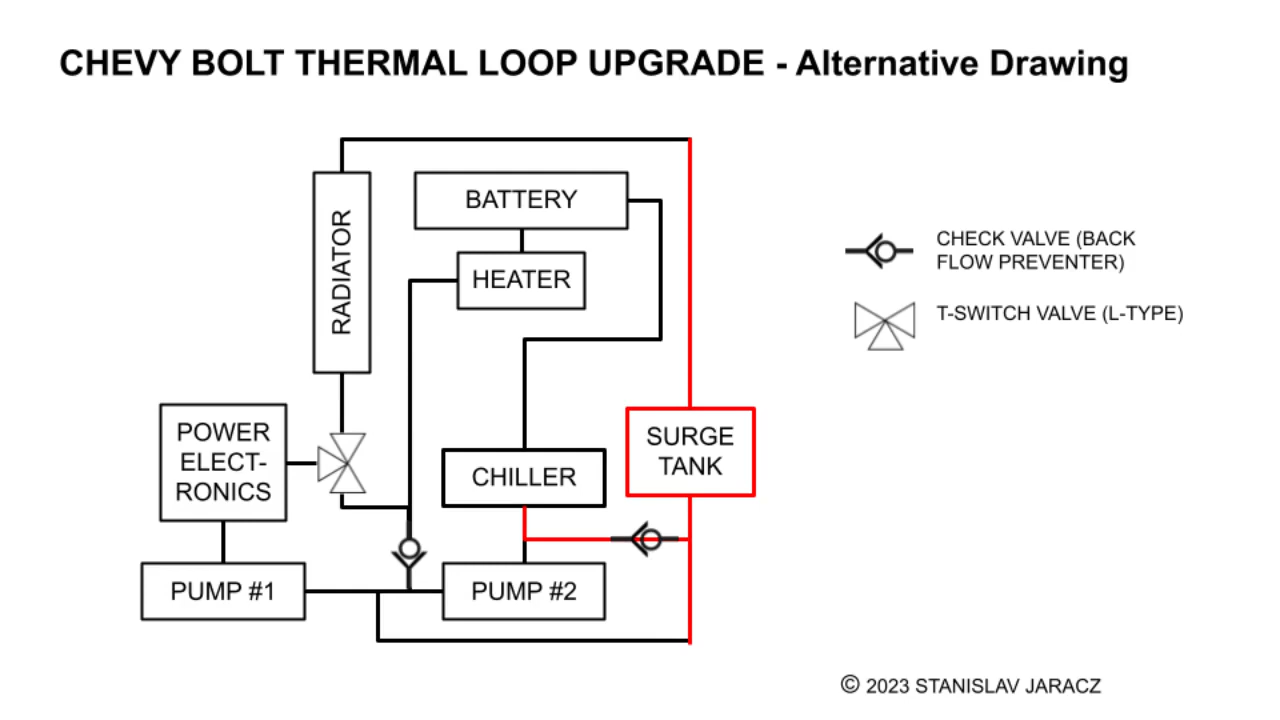 CHEVY BOLT THERMAL LOOP UPGRADE - Alternative Drawing
RADIATOR
BATTERY
HEATER
CHECK VALVE (BACK
FLOW PREVENTER)
T-SWITCH VALVE (L-TYPE)
POWER
ELECT-
RONICS
CHILLER
SURGE
TANK
PUMP #1
PUMP #2
© 2023 STANISLAV JARACZ